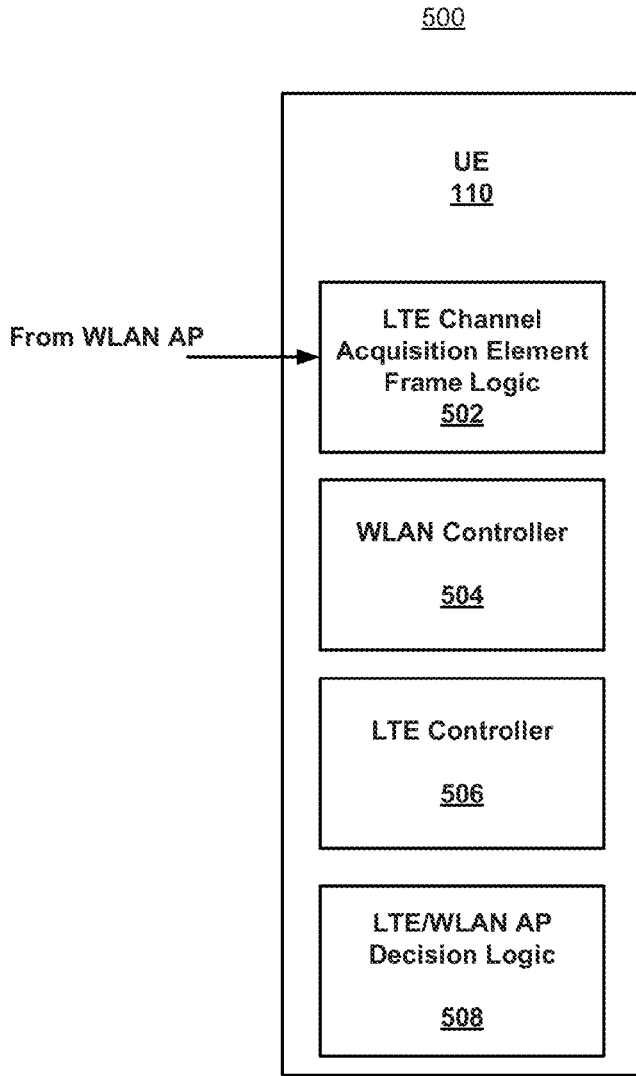 500
UE
110
From WLAN AP
LTE Channel
Acquisition Element
Frame Logic
502
WLAN Controller
504
LTE Controller
506
LTE/WLAN AP
Decision Logic
508